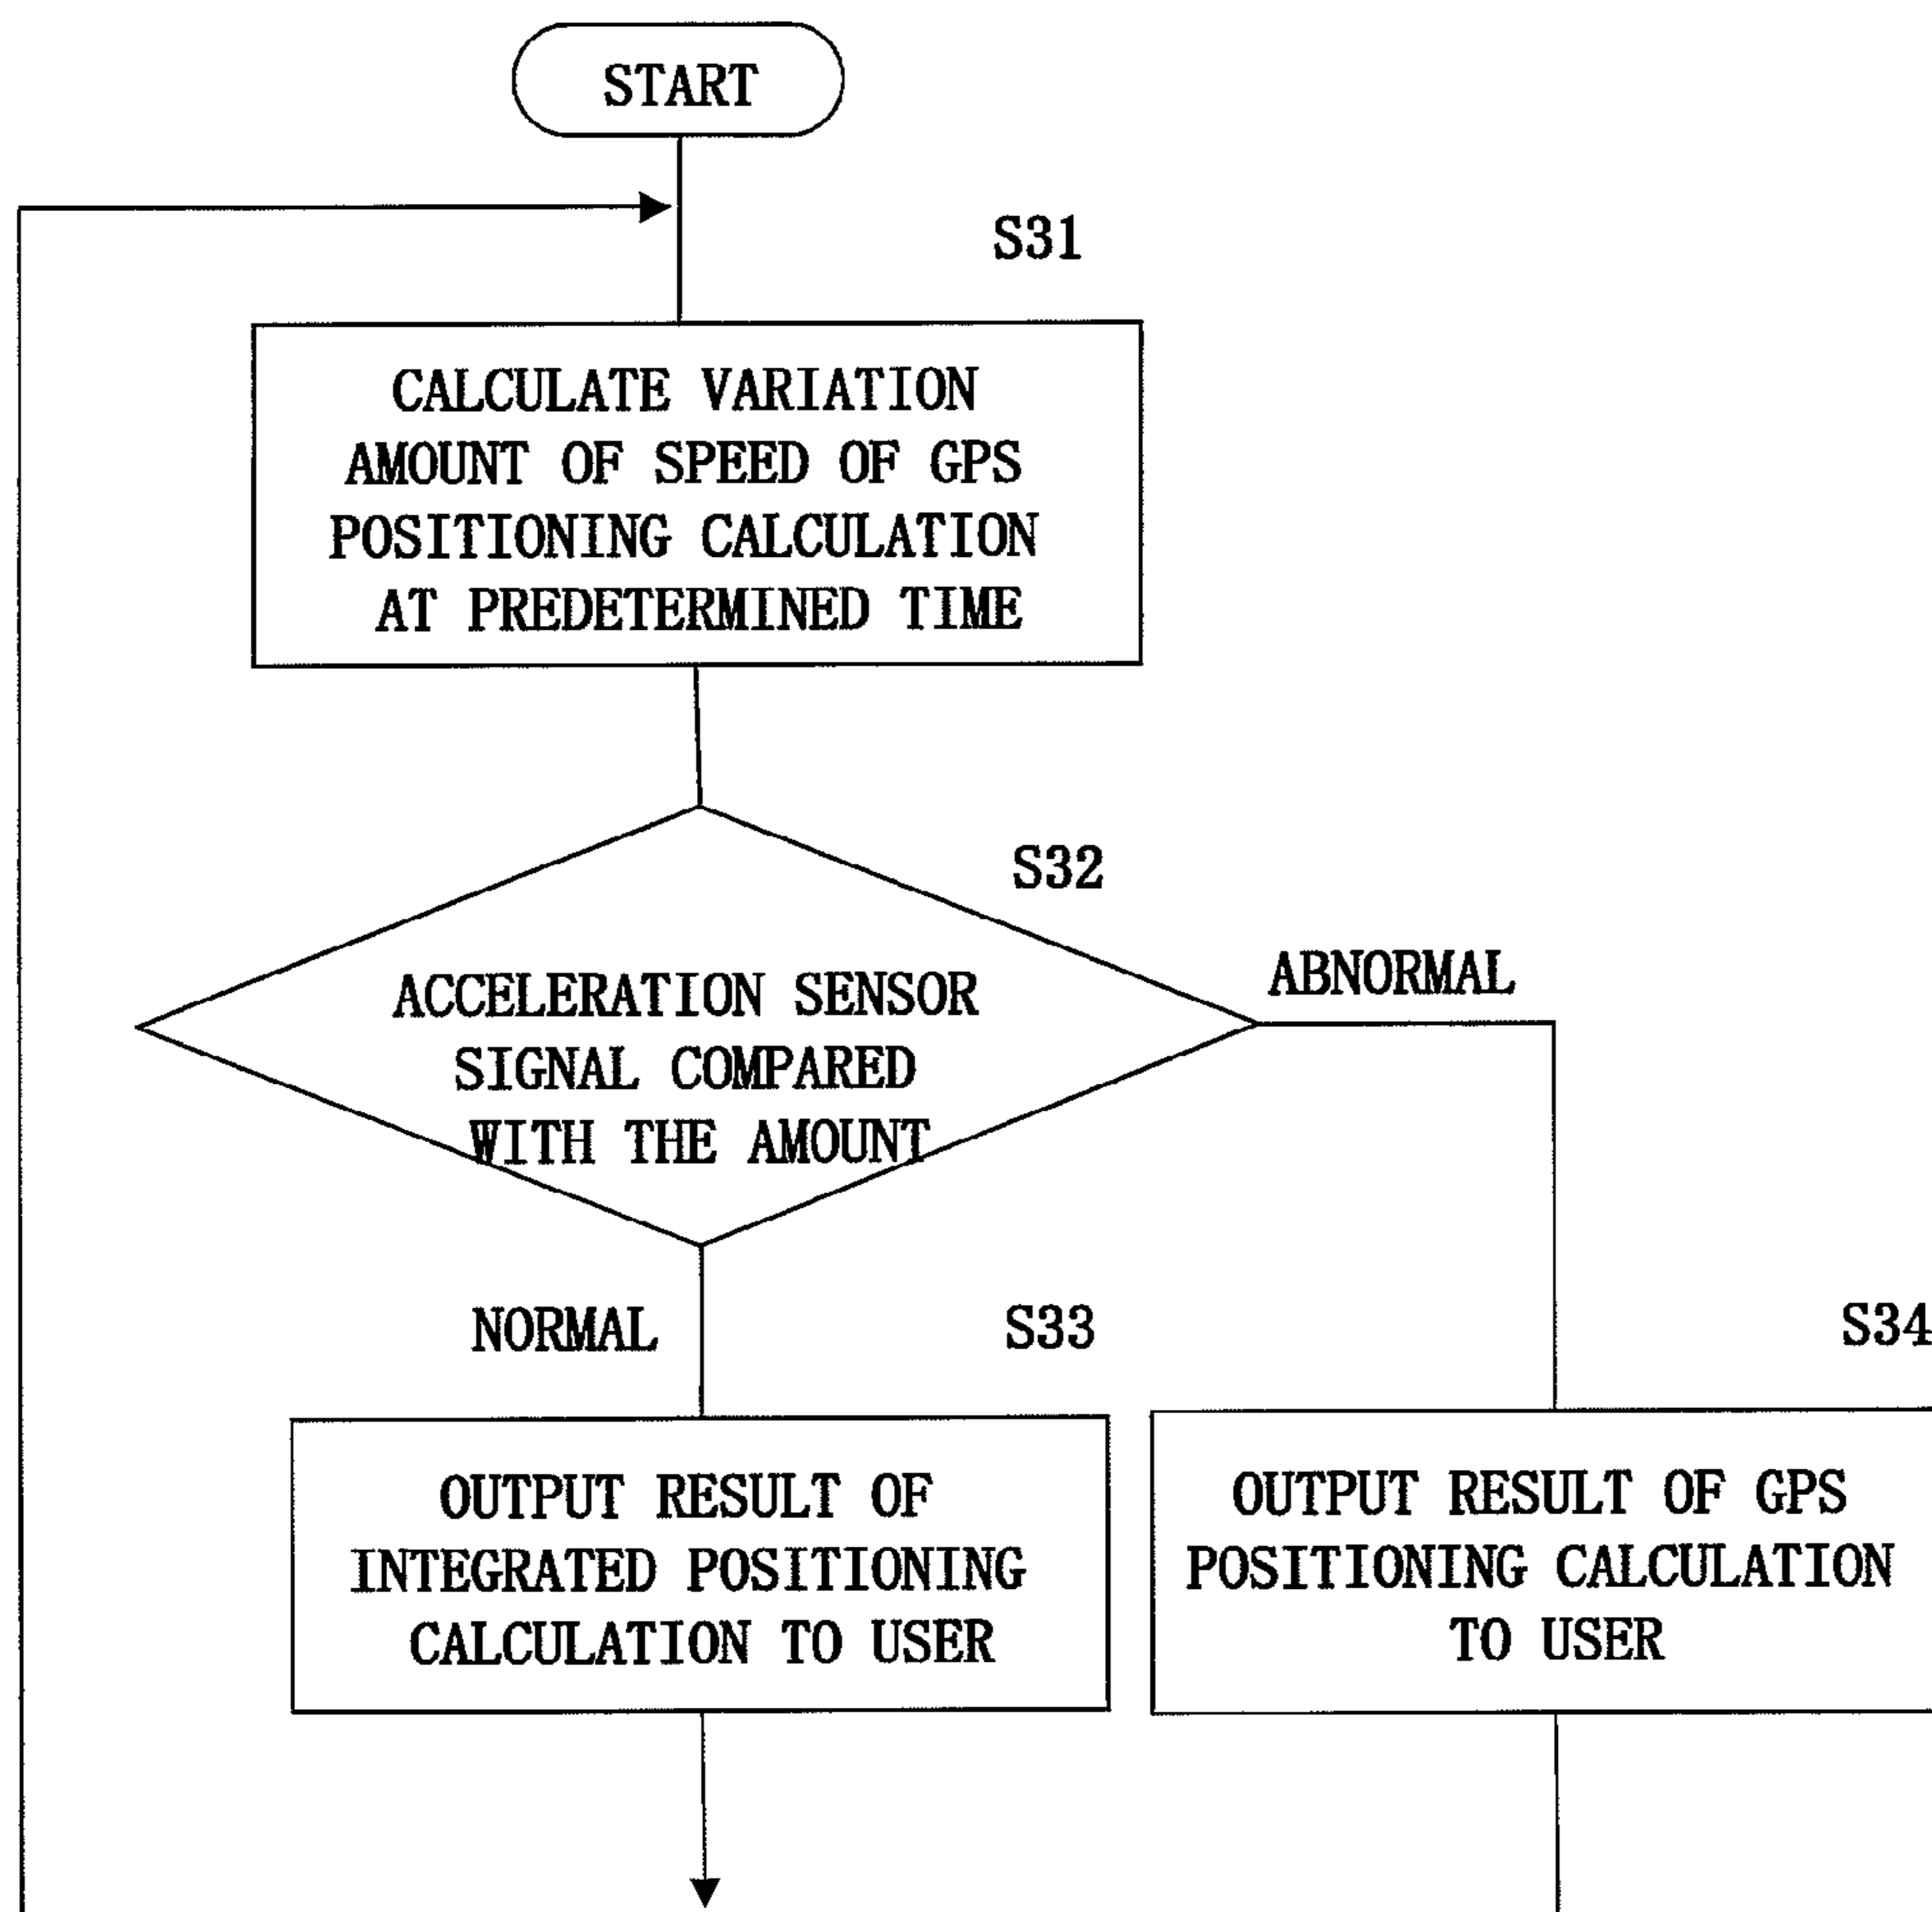 START
S31
CALCULATE VARIATION
AMOUNT OF SPEED OF GPS
POSITIONING CALCULATION
AT PREDETERMINED TIME
S32
ACCELERATION SENSOR
SIGNAL COMPARED
WITH THE AMOUNT
ABNORMAL
NORMAL
S33
OUTPUT RESULT OF
INTEGRATED POSITIONING
CALCULATION TO USER
S34
OUTPUT RESULT OF GPS
POSITIONING CALCULATION
TO USER